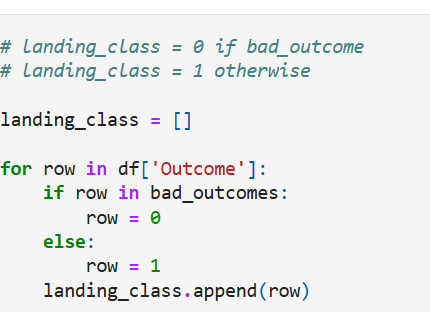 # landing_class = 0 if bad_outcome
# landing_class = 1 otherwise
landing_class = []
for row in df['Outcome']:
    if row in bad_outcomes:
        row = 0
    else:
        row = 1
    landing_class.append(row)